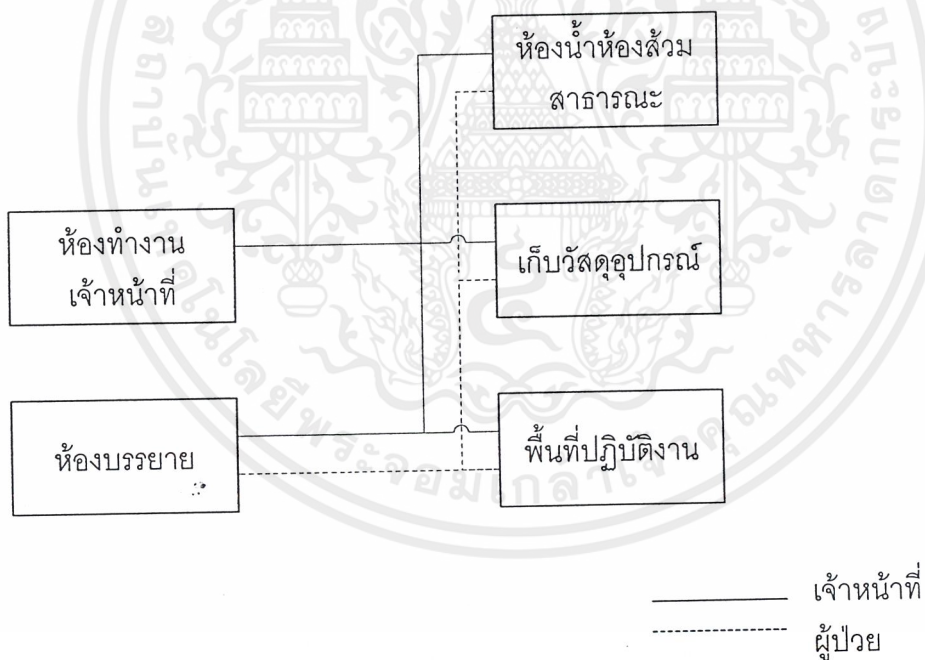 ห้องน้ำห้องส้วม
สาธารณะ
ห้องทำงาน
เจ้าหน้าที่
เก็บวัสดุอุปกรณ์
ห้องบรรยาย
พื้นที่ปฏิบัติงาน
เจ้าหน้าที่
ผู้ป่วย